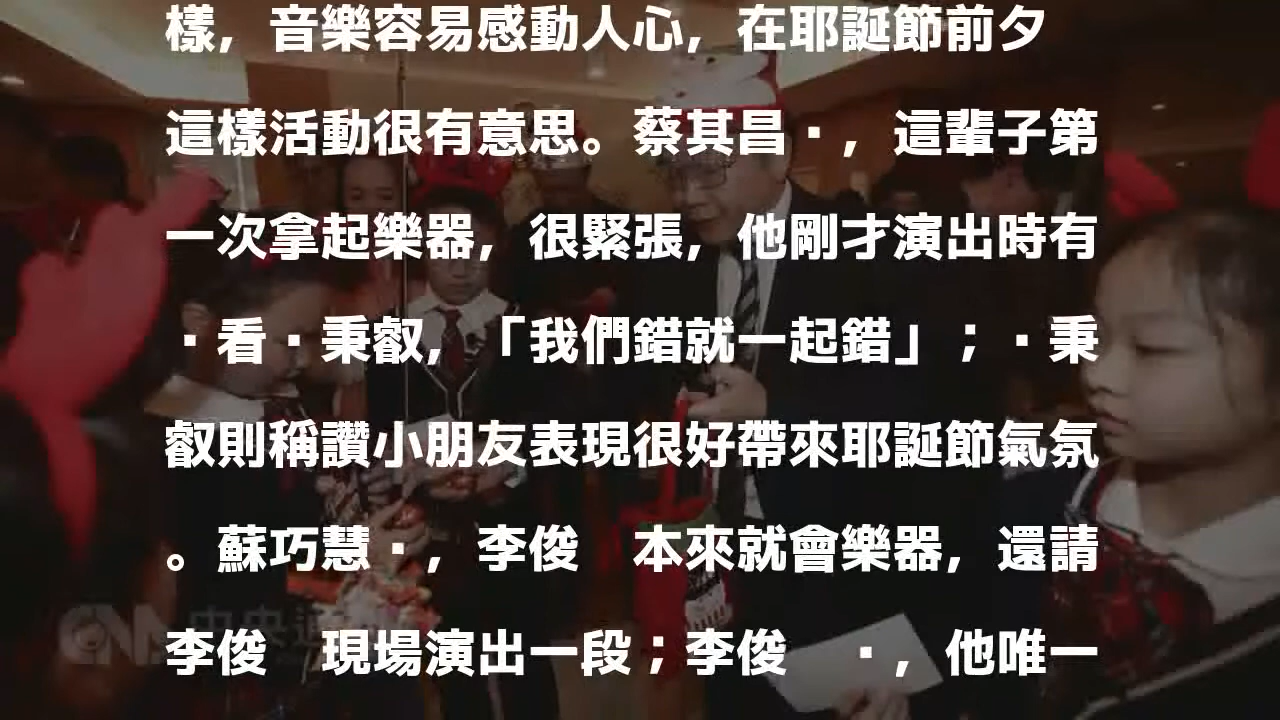 樣，音樂容易感動人心，在耶誕節前夕
這樣活動很有意思。蔡其昌·，這輩子第
一次拿起樂器，很緊張，他剛才演出時有
·看·秉叡，「我們錯就一起錯」；·秉
叡則稱讚小朋友表現很好帶來耶誕節氣氛
。蘇巧慧·，李俊　本來就會樂器，還請
李俊　現場演出一段；李俊　·，他唯一
CNA 中央通